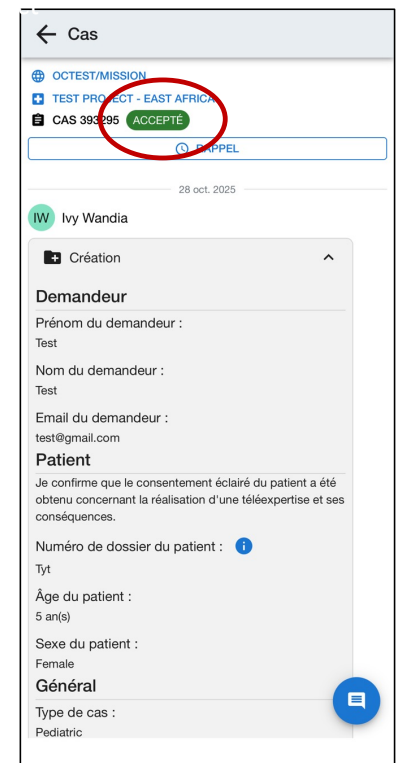 Cas
OCTEST/MISSION
TEST PROJECT - EAST AFRICA
CAS 393295 ACCEPTÉ
RAPPEL
28 oct. 2025
IW Ivy Wandia
Création
Demandeur
Prénom du demandeur :
Test
Nom du demandeur :
Test
Email du demandeur :
test@gmail.com
Patient
Je confirme que le consentement éclairé du patient a été
obtenu concernant la réalisation d'une téléexpertise et ses
conséquences.
Numéro de dossier du patient :
Tyt
Âge du patient :
5 an(s)
Sexe du patient :
Female
Général
Type de cas :
Pediatric